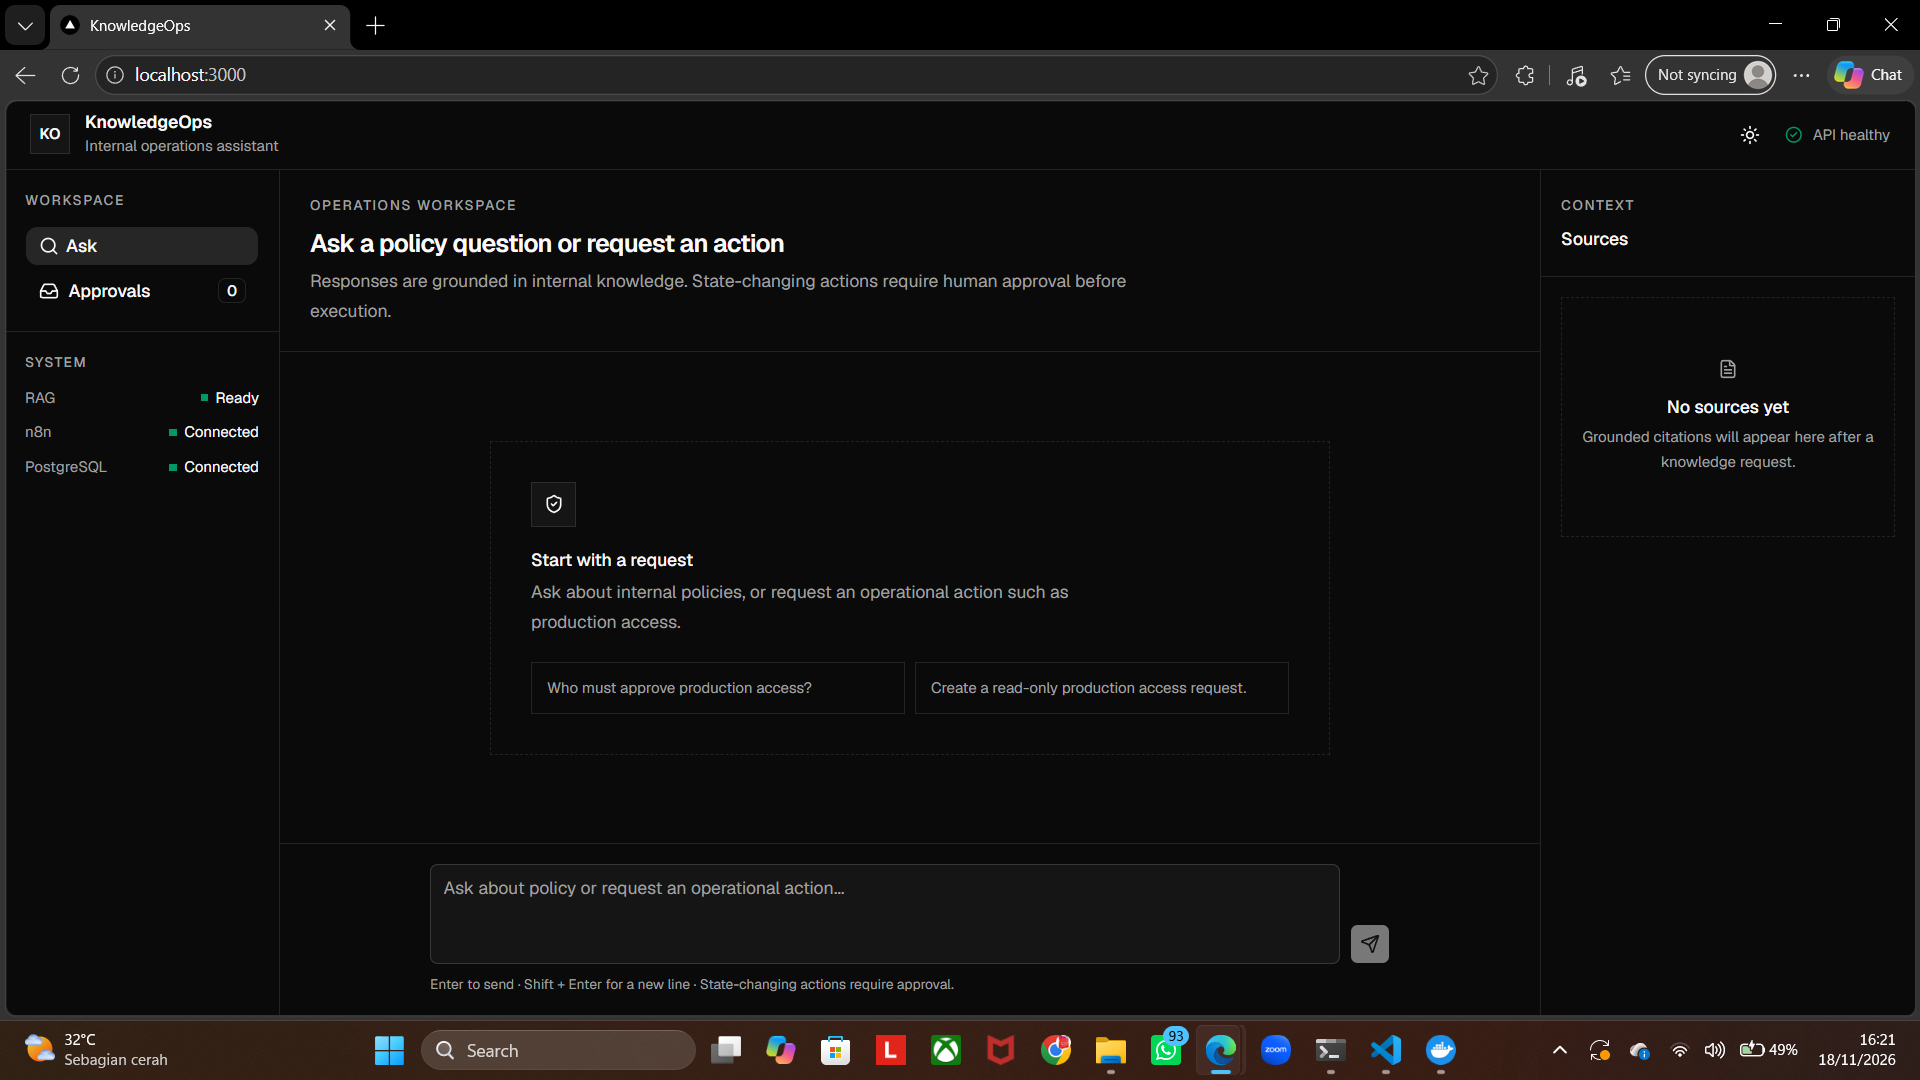 KnowledgeOps
localhost:3000
Not syncing
Chat
KO
KnowledgeOps
Internal operations assistant
API healthy
WORKSPACE
Ask
Approvals
0
SYSTEM
RAG
Ready
n8n
Connected
PostgreSQL
Connected
OPERATIONS WORKSPACE
Ask a policy question or request an action
Responses are grounded in internal knowledge. State-changing actions require human approval before
execution.
Start with a request
Ask about internal policies, or request an operational action such as
production access.
Who must approve production access?
Create a read-only production access request.
Ask about policy or request an operational action...
Enter to send · Shift + Enter for a new line · State-changing actions require approval.
CONTEXT
Sources
No sources yet
Grounded citations will appear here after a
knowledge request.
32°C
Sebagian cerah
Search
L
93
zoom
49%
16:21
18/11/2026